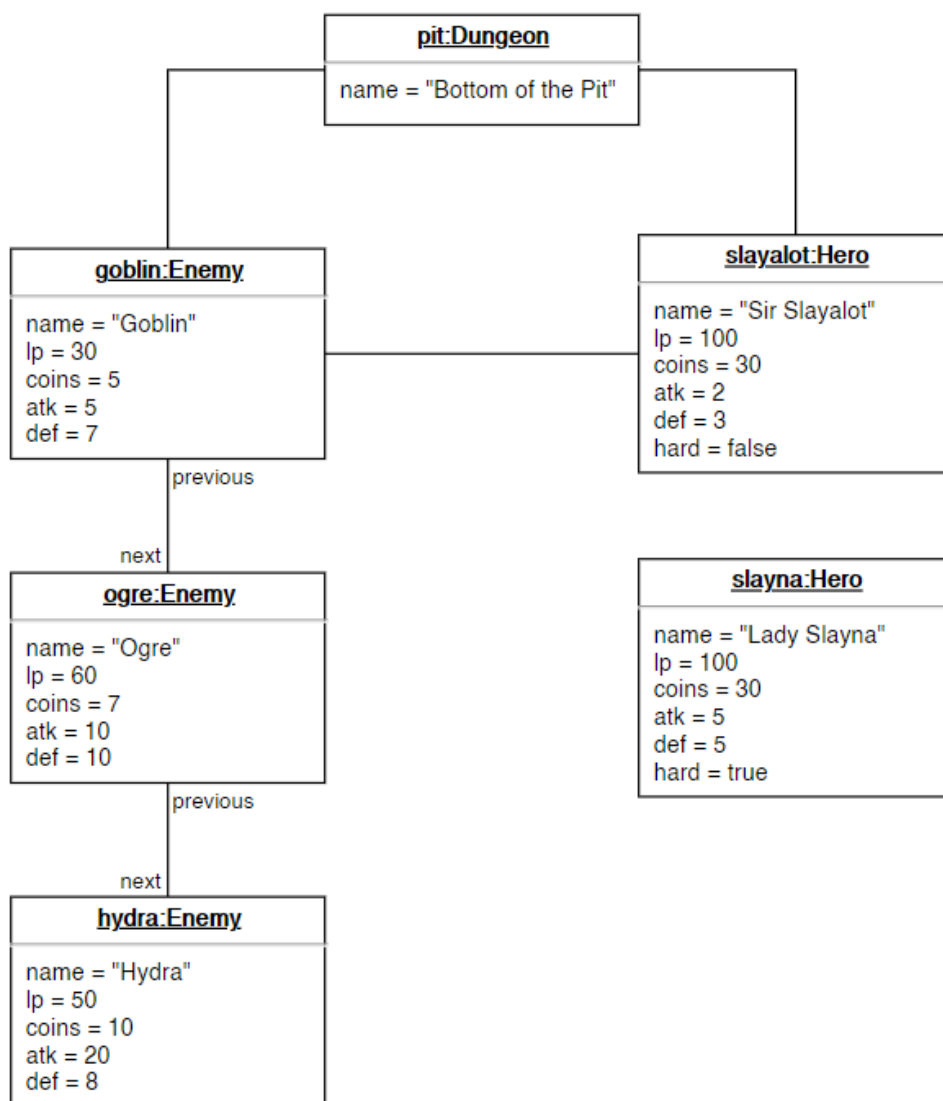 pit:Dungeon
name = "Bottom of the Pit"
goblin:Enemy
name = "Goblin"
lp = 30
coins = 5
atk = 5
def = 7
slayalot:Hero
name = "Sir Slayalot"
lp = 100
coins = 30
atk = 2
def = 3
hard = false
previous
next
ogre:Enemy
name = "Ogre"
lp = 60
coins = 7
atk = 10
def = 10
slayna:Hero
name = "Lady Slayna"
lp = 100
coins = 30
atk = 5
def = 5
hard = true
previous
next
hydra:Enemy
name = "Hydra"
lp = 50
coins = 10
atk = 20
def = 8